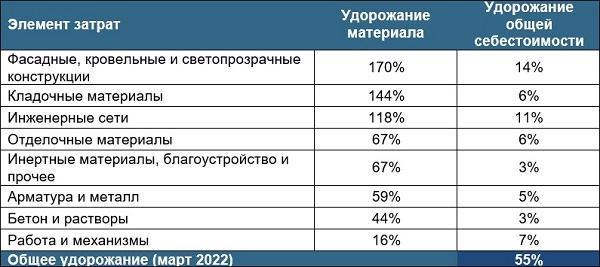 Элемент затрат Удорожание материала Удорожание общей себестоимости
Фасадные, кровельные и светопрозрачные конструкции 170% 14%
Кладочные материалы 144% 6%
Инженерные сети 118% 11%
Отделочные материалы 67% 6%
Инертные материалы, благоустройство и прочее 67% 3%
Арматура и металл 59% 5%
Бетон и растворы 44% 3%
Работа и механизмы 16% 7%
Общее удорожание (март 2022) 55%